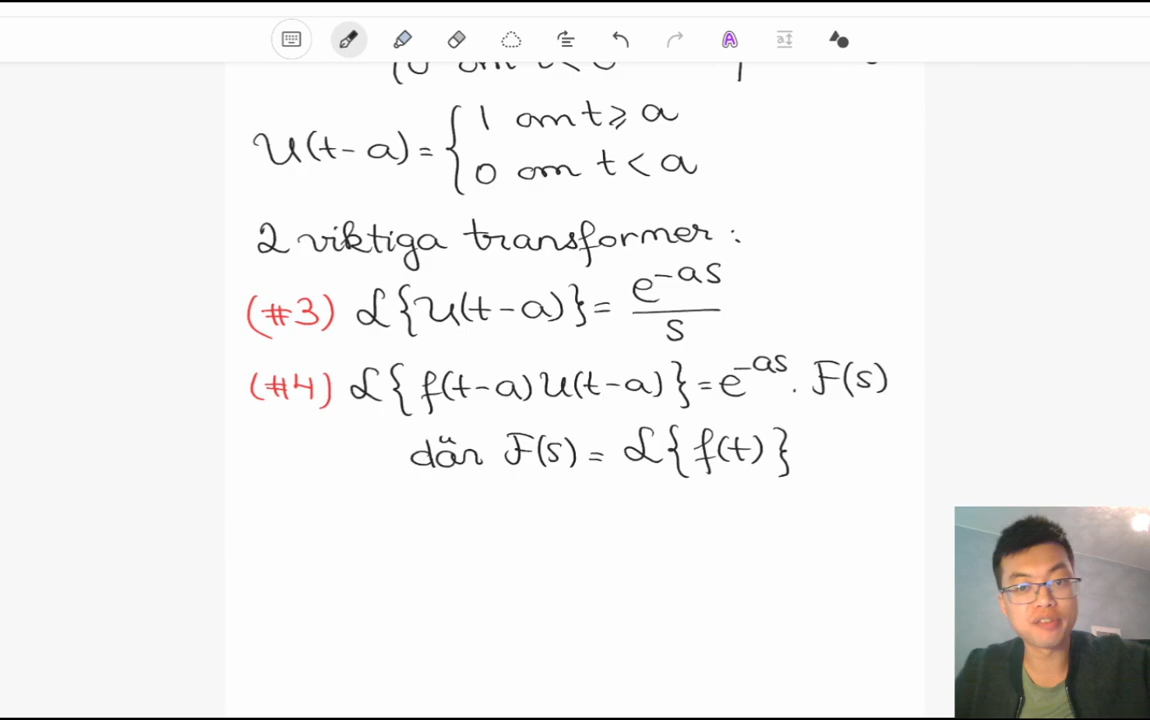 U(t-a) = { 1 om t ≥ a
0 om t < a
2 viktiga transformer:
(#3) ℒ{U(t-a)} = e^-as / s
(#4) ℒ{f(t-a)U(t-a)} = e^-as · F(s)
där F(s) = ℒ{f(t)}